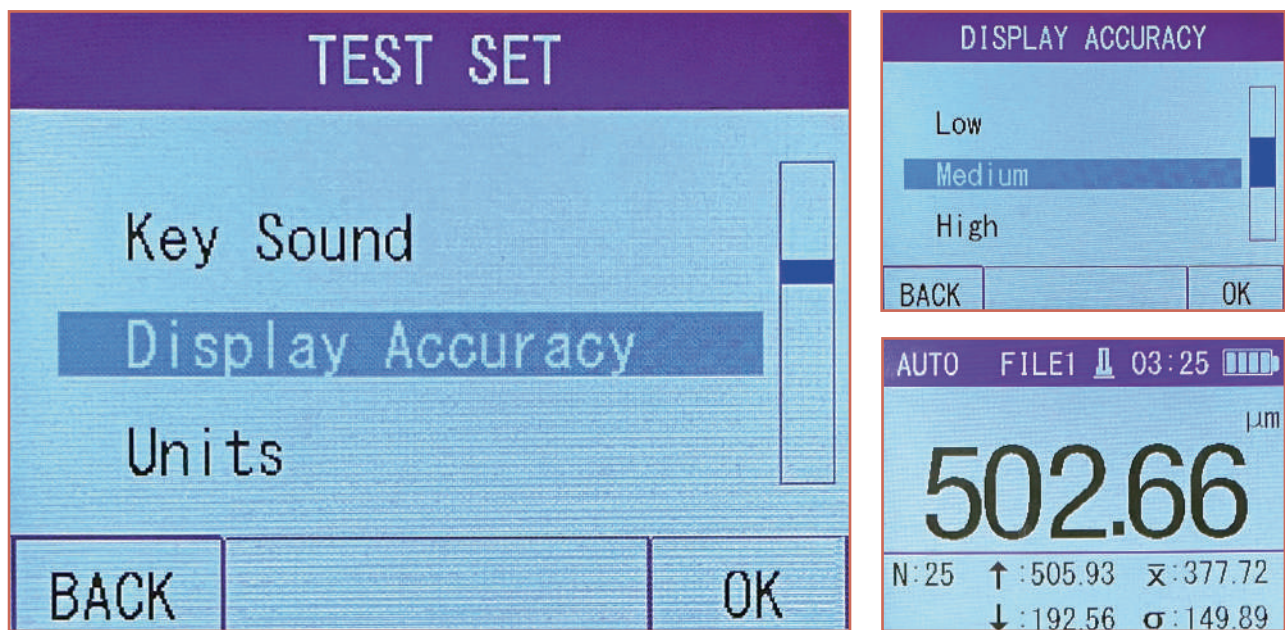 TEST SET
Key Sound
Display Accuracy
Units
BACK OK
DISPLAY ACCURACY
Low
Medium
High
BACK OK
AUTO FILE1 03:25
μm
502.66
N:25 ↑:505.93 x̅:377.72
↓:192.56 σ:149.89